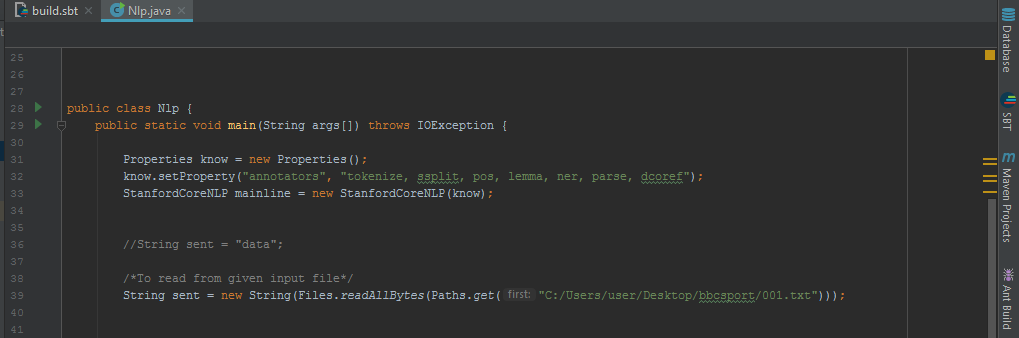 build.sbt
Nlp.java
25
26
27
28 public class Nlp {
29 public static void main(String args[]) throws IOException {
30
31 Properties know = new Properties();
32 know.setProperty("annotators", "tokenize, ssplit, pos, lemma, ner, parse, dcoref");
33 StanfordCoreNLP mainline = new StanfordCoreNLP(know);
34
35
36 //String sent = "data";
37
38 /*To read from given input file*/
39 String sent = new String(Files.readAllBytes(Paths.get( first: "C:/Users/user/Desktop/bbcsport/001.txt")));
40
41
Database
SBT
m Maven Projects
Ant Build